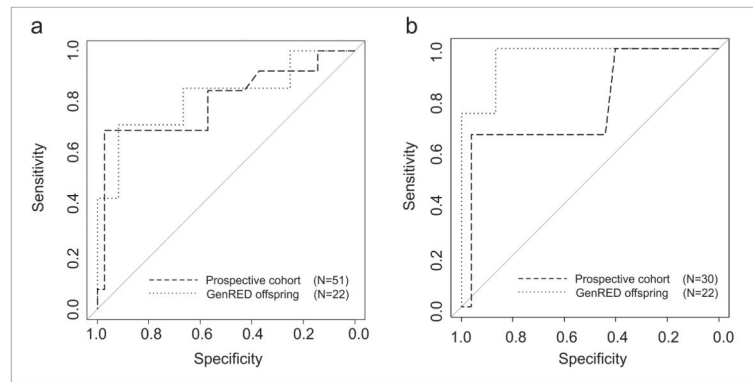 a
1.0
0.8
0.6
0.4
0.2
0.0
Sensitivity
Prospective cohort (N=51)
GenRED offspring (N=22)
1.0 0.8 0.6 0.4 0.2 0.0
Specificity
b
1.0
0.8
0.6
0.4
0.2
0.0
Sensitivity
Prospective cohort (N=30)
GenRED offspring (N=22)
1.0 0.8 0.6 0.4 0.2 0.0
Specificity